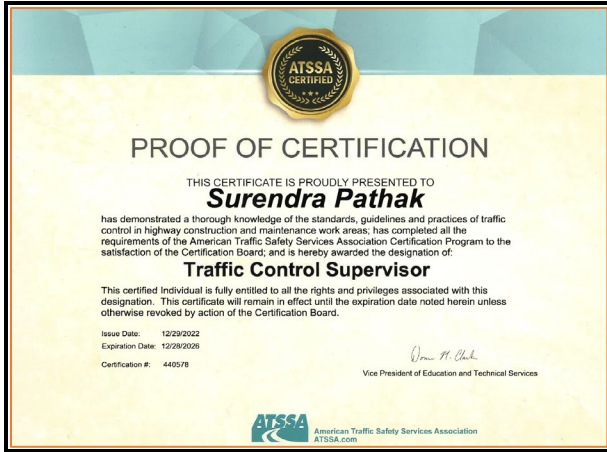 ATSSA
CERTIFIED
PROOF OF CERTIFICATION
THIS CERTIFICATE IS PROUDLY PRESENTED TO
Surendra Pathak
has demonstrated a thorough knowledge of the standards, guidelines and practices of traffic
control in highway construction and maintenance work areas; has completed all the
requirements of the American Traffic Safety Services Association Certification Program to the
satisfaction of the Certification Board; and is hereby awarded the designation of:
Traffic Control Supervisor
This certified Individual is fully entitled to all the rights and privileges associated with this
designation. This certificate will remain in effect until the expiration date noted herein unless
otherwise revoked by action of the Certification Board.
Issue Date: 12/29/2022
Expiration Date: 12/28/2026
Certification #: 440578
Vice President of Education and Technical Services
ATSSA
American Traffic Safety Services Association
ATSSA.com